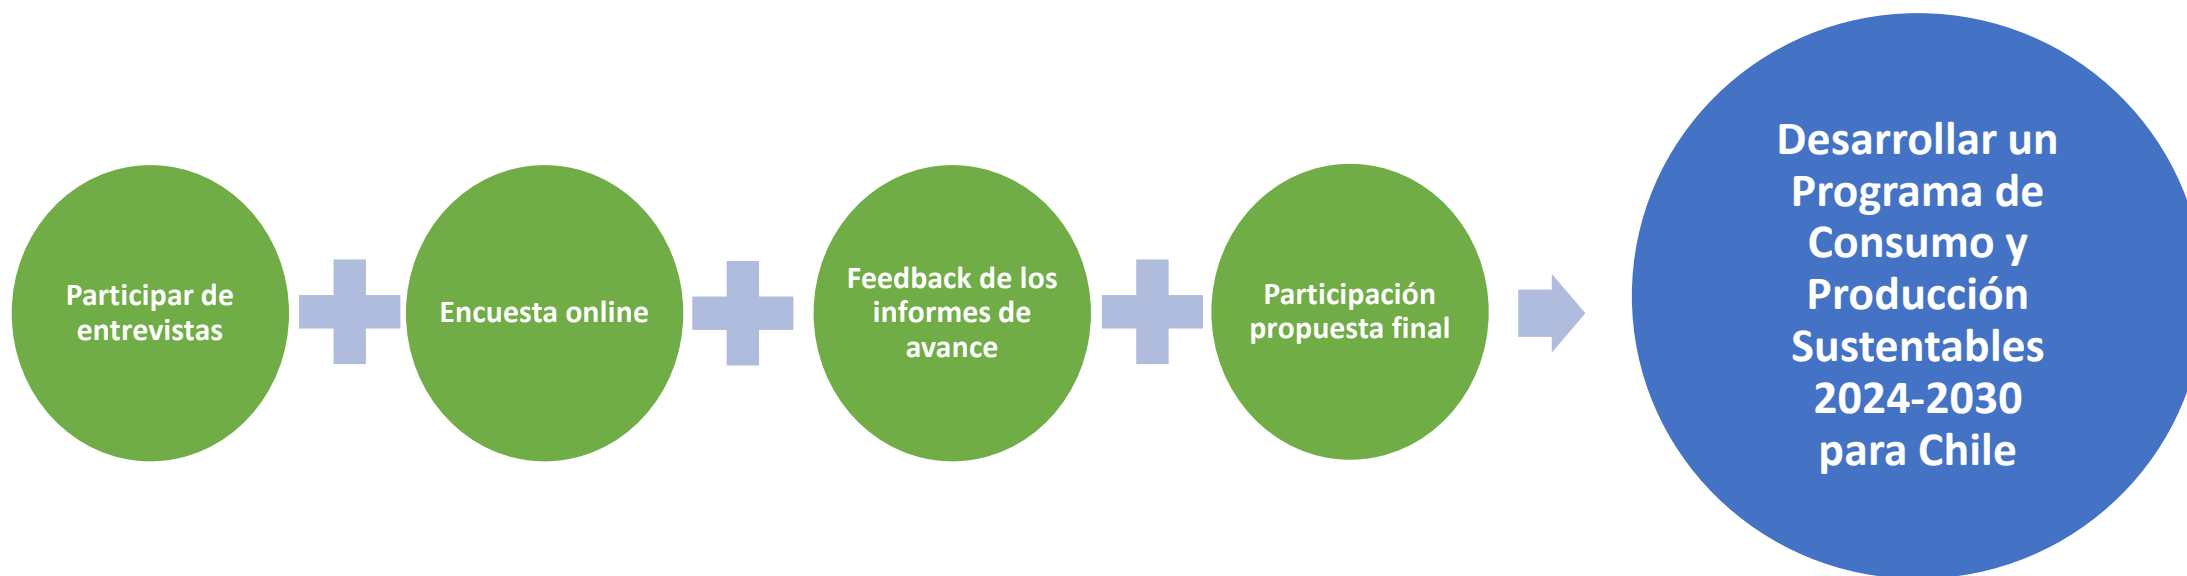 Participar de
entrevistas
Encuesta online
Feedback de los
informes de
avance
Participación
propuesta final
Desarrollar un
Programa de
Consumo y
Producción
Sustentables
2024-2030
para Chile